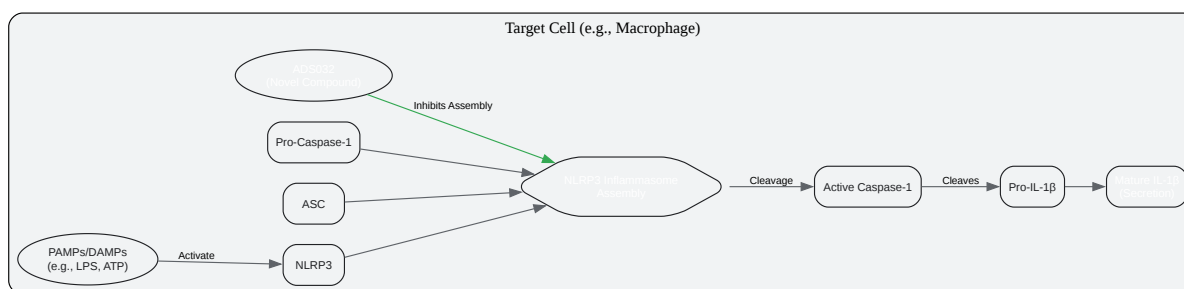 Target Cell (e.g., Macrophage)
ADS032
(Novel Compound)
Inhibits Assembly
Pro-Caspase-1
NLRP3 Inflammasome
Assembly
Cleavage
Active Caspase-1
Cleaves
Pro-IL-1β
Mature IL-1β
(Secretion)
ASC
PAMPs/DAMPs
(e.g., LPS, ATP)
Activate
NLRP3